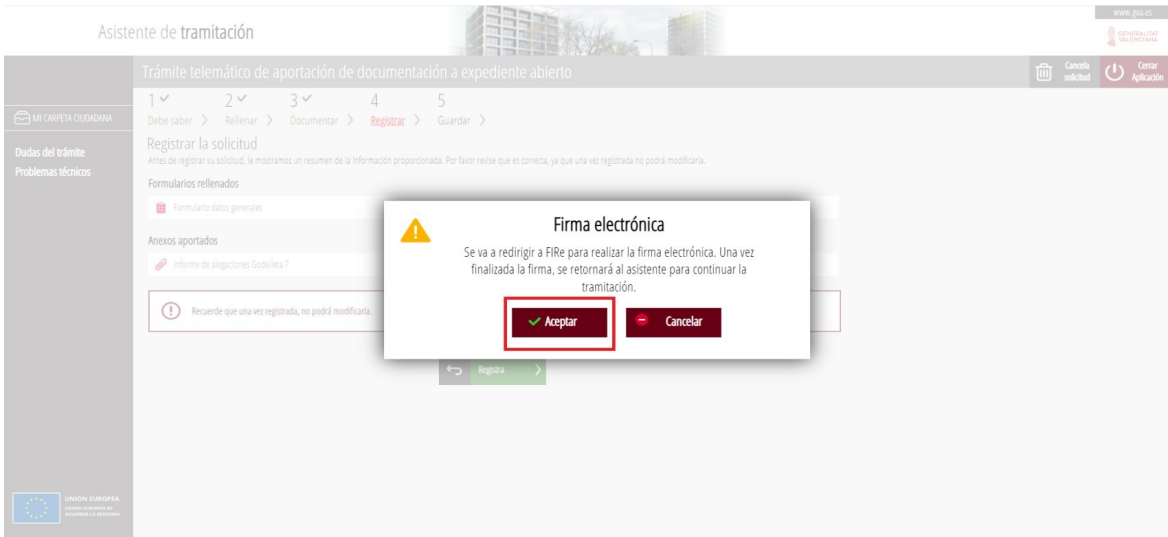 www.gva.es
Asistente de tramitación
GENERALITAT
VALENCIANA
Trámite telemático de aportación de documentación a expediente abierto
Cancela
solicitud
Cerrar
Aplicación
MI CARPETA CIUDADANA
Dudas del trámite
Problemas técnicos
1 2 3 4 5
Debe saber Rellenar Documentar Registrar Guardar
Registrar la solicitud
Antes de registrar su solicitud, le mostramos un resumen de la información proporcionada. Por favor revise que es correcta, ya que una vez registrada no podrá modificarla.
Formularios rellenados
Formulario datos generales
Anexos aportados
Informe de alegaciones Godelleta 7
Recuerde que una vez registrada, no podrá modificarla.
Firma electrónica
Se va a redirigir a FIRe para realizar la firma electrónica. Una vez
finalizada la firma, se retornará al asistente para continuar la
tramitación.
Aceptar
Cancelar
Registra
UNION EUROPEA